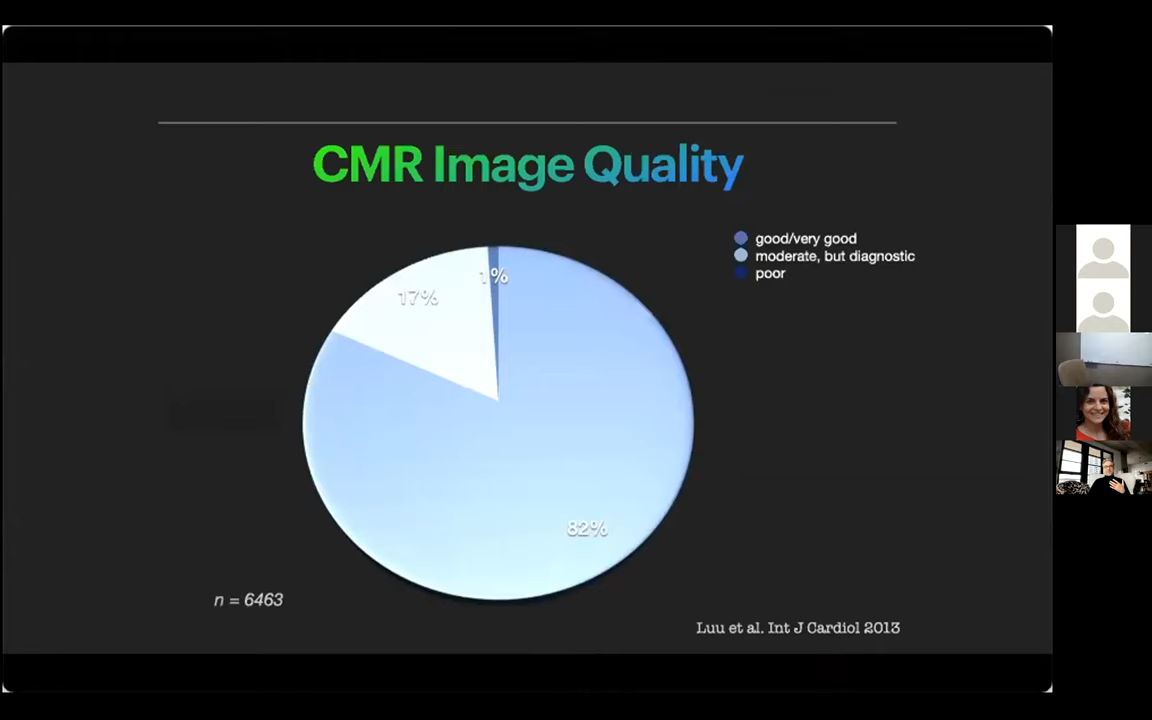 CMR Image Quality
good/very good
moderate, but diagnostic
poor
1%
17%
82%
n = 6463
Luu et al. Int J Cardiol 2013